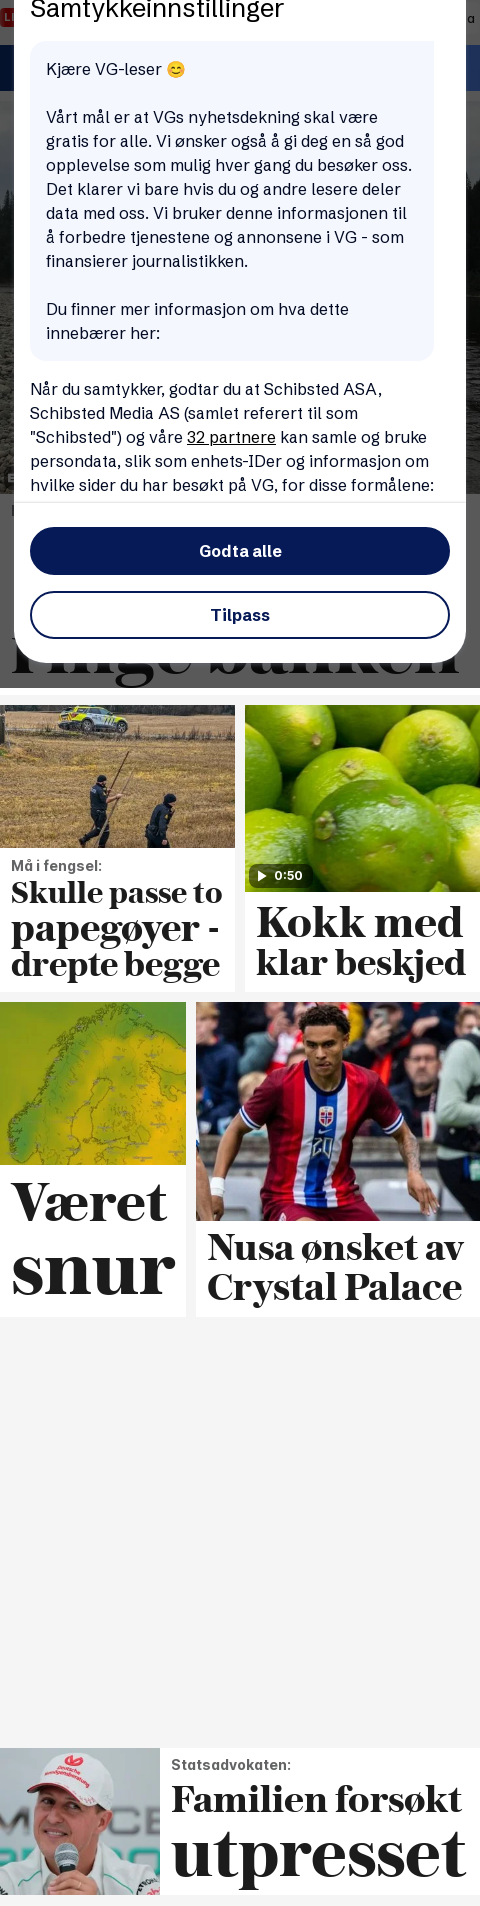 Samtykkeinnstillinger
Kjære VG-leser 😊
Vårt mål er at VGs nyhetsdekning skal være
gratis for alle. Vi ønsker også å gi deg en så god
opplevelse som mulig hver gang du besøker oss.
Det klarer vi bare hvis du og andre lesere deler
data med oss. Vi bruker denne informasjonen til
å forbedre tjenestene og annonsene i VG - som
finansierer journalistikken.
Du finner mer informasjon om hva dette
innebærer her:
Når du samtykker, godtar du at Schibsted ASA,
Schibsted Media AS (samlet referert til som
"Schibsted") og våre 32 partnere kan samle og bruke
persondata, slik som enhets-IDer og informasjon om
hvilke sider du har besøkt på VG, for disse formålene:
Godta alle
Tilpass
Må i fengsel:
Skulle passe to
papegøyer -
drepte begge
0:50
Kokk med
klar beskjed
Været
snur
20
Nusa ønsket av
Crystal Palace
Statsadvokaten:
Familien forsøkt
utpresset